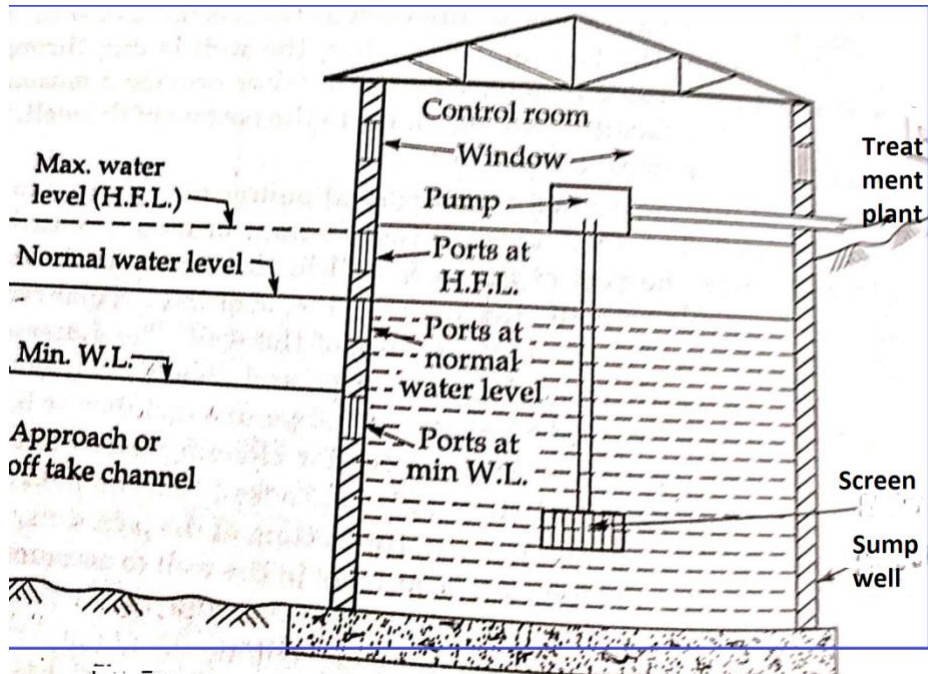 Control room
Window
Max. water
level (H.F.L.)
Pump
Treat
ment
plant
Normal water level
Ports at
H.F.L.
Min. W.L.
Ports at
normal
water level
Approach or
off take channel
Ports at
min W.L.
Screen
Sump
well